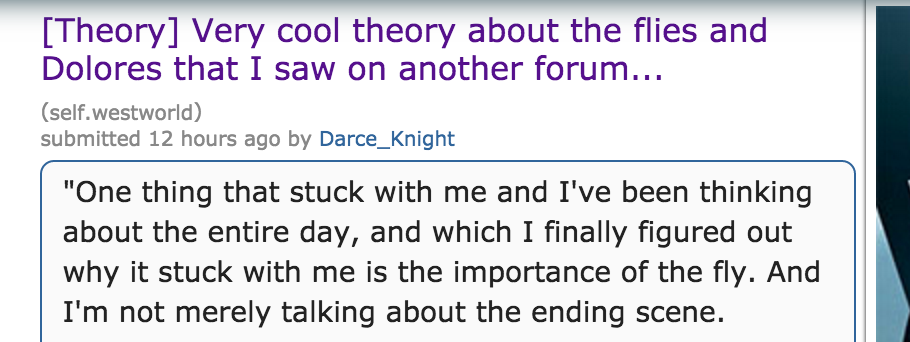 [Theory] Very cool theory about the flies and
Dolores that I saw on another forum...
(self.westworld)
submitted 12 hours ago by Darce_Knight
"One thing that stuck with me and I've been thinking
about the entire day, and which I finally figured out
why it stuck with me is the importance of the fly. And
I'm not merely talking about the ending scene.